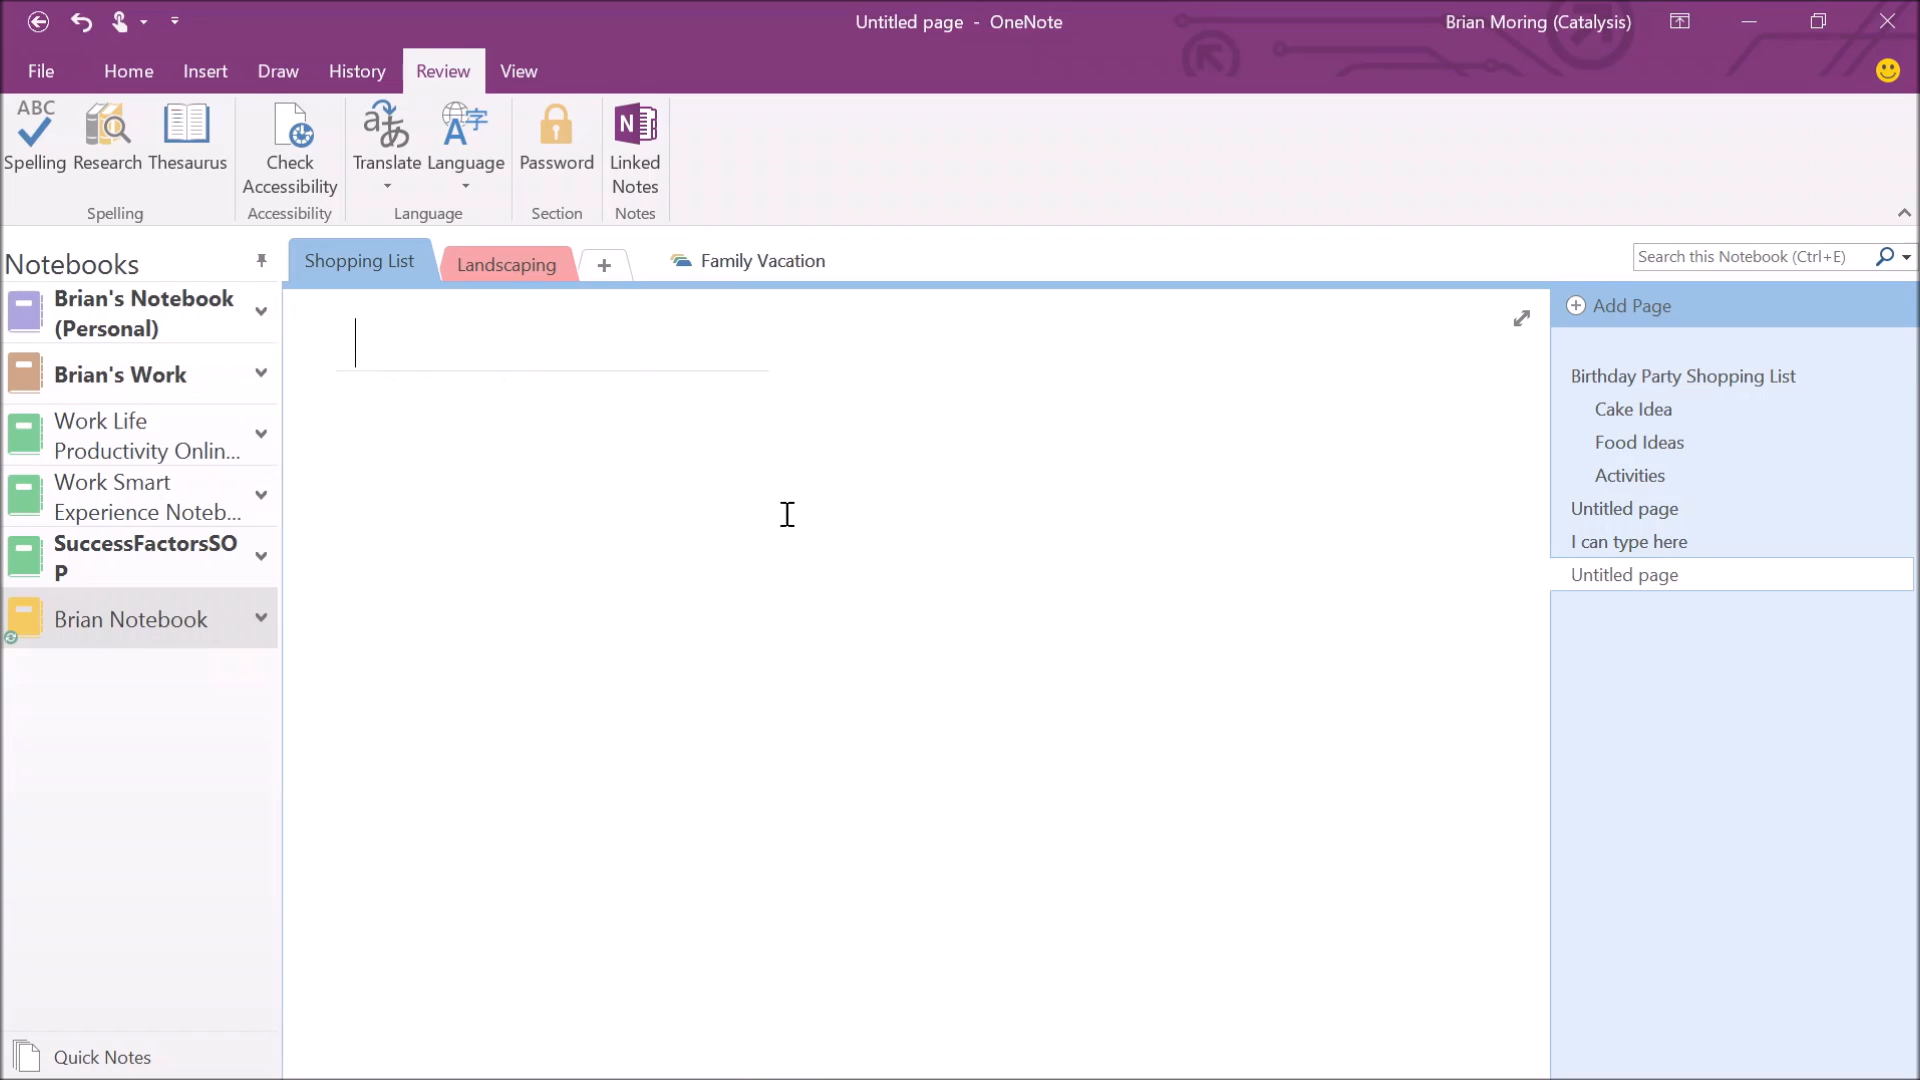 Untitled page - OneNote
Brian Moring (Catalysis)
File Home Insert Draw History Review View
ABC
Spelling Research Thesaurus
Check
Accessibility
Translate Language
Password
Linked
Notes
Spelling
Accessibility
Language
Section
Notes
Notebooks
Shopping List
Landscaping
Family Vacation
Search this Notebook (Ctrl+E)
Brian's Notebook
(Personal)
Brian's Work
Work Life
Productivity Onlin...
Work Smart
Experience Noteb...
SuccessFactorsSO
P
Brian Notebook
Quick Notes
Add Page
Birthday Party Shopping List
Cake Idea
Food Ideas
Activities
Untitled page
I can type here
Untitled page